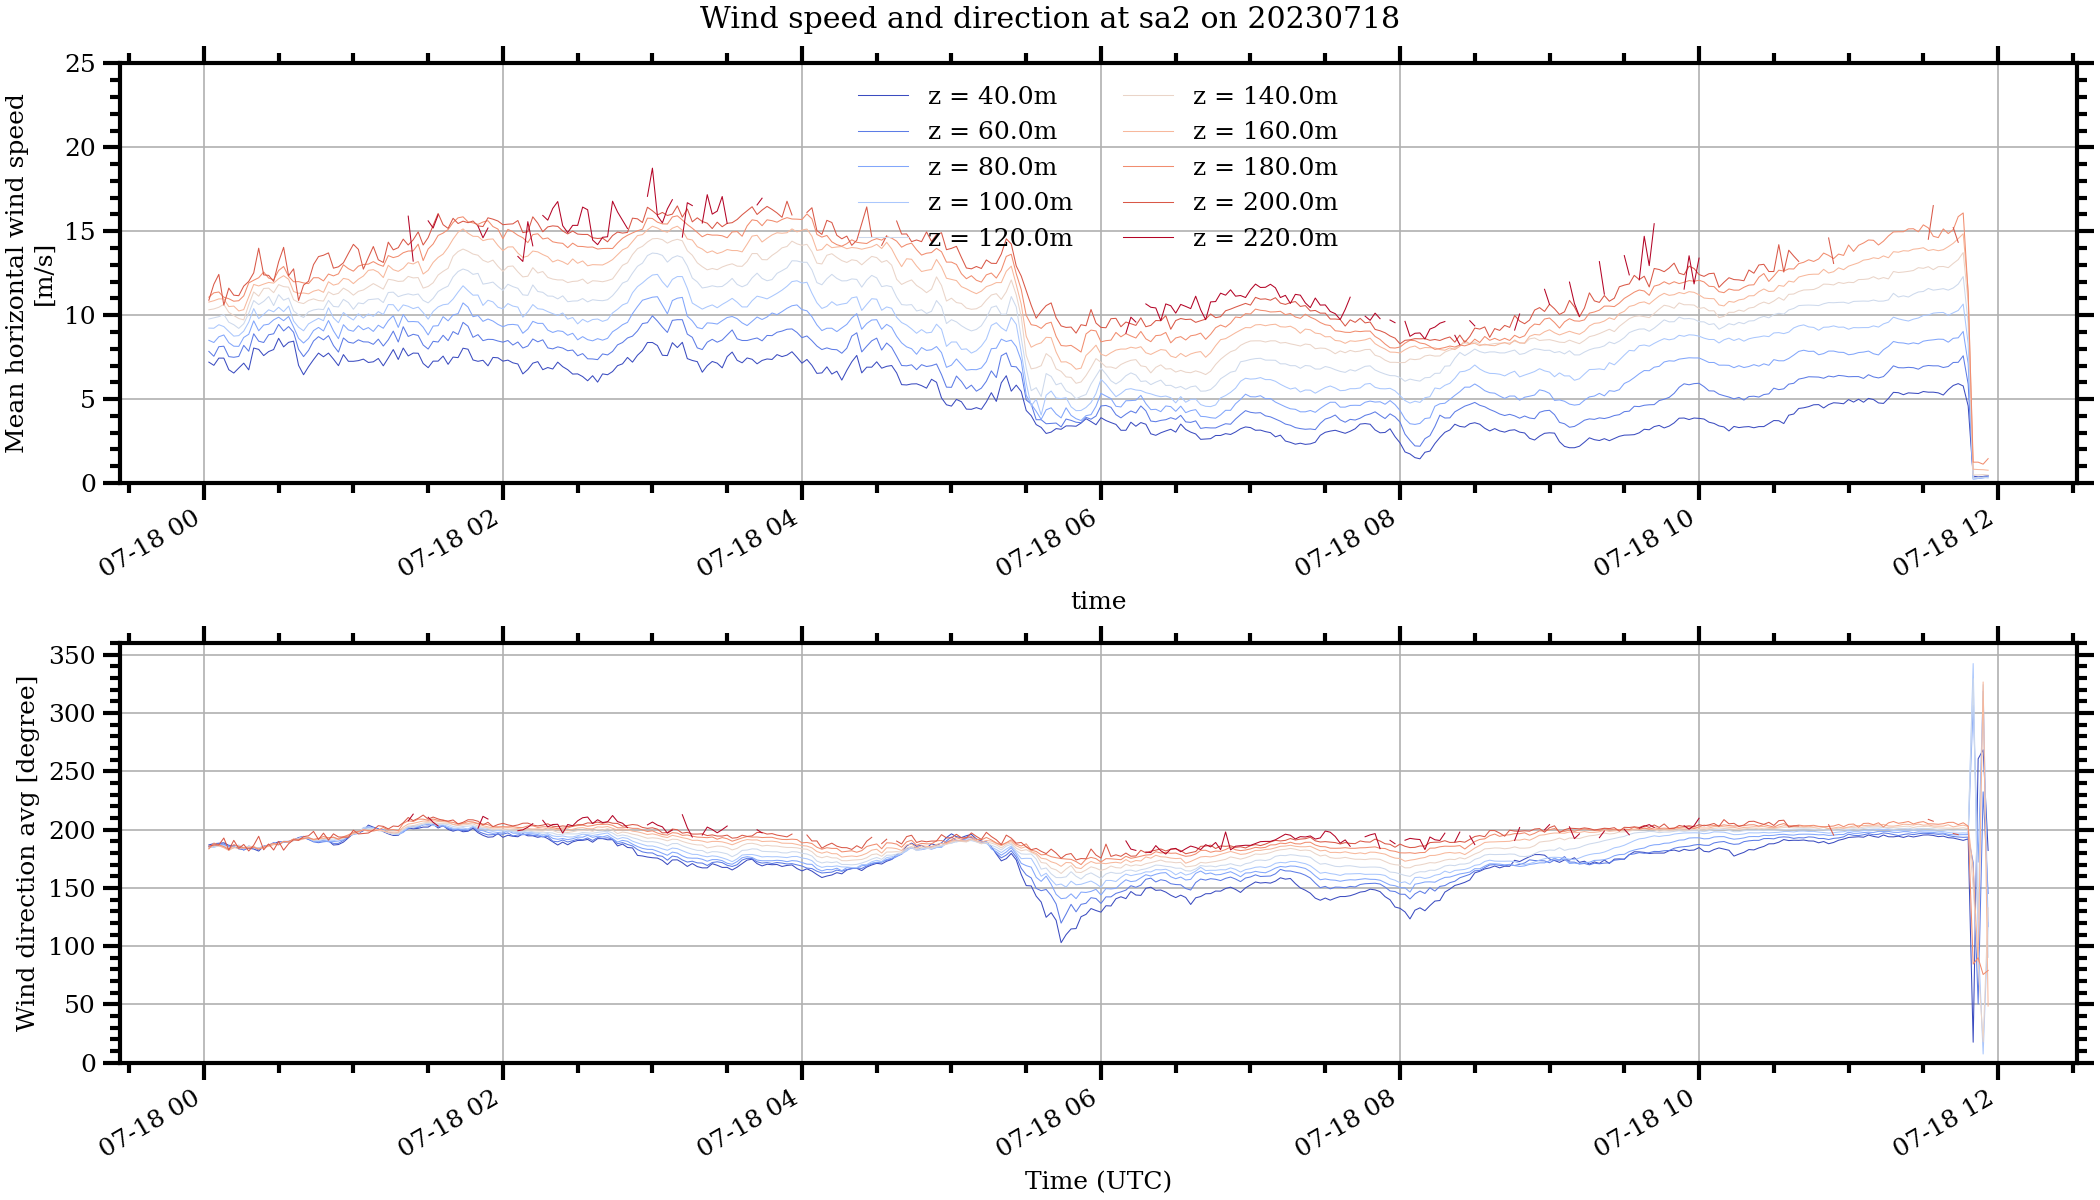 Wind speed and direction at sa2 on 20230718
Mean horizontal wind speed
[m/s]
25
20
15
10
5
0
z = 40.0m
z = 60.0m
z = 80.0m
z = 100.0m
z = 120.0m
z = 140.0m
z = 160.0m
z = 180.0m
z = 200.0m
z = 220.0m
07-18 00
07-18 02
07-18 04
07-18 06
07-18 08
07-18 10
07-18 12
time
Wind direction avg [degree]
350
300
250
200
150
100
50
0
07-18 00
07-18 02
07-18 04
07-18 06
07-18 08
07-18 10
07-18 12
Time (UTC)